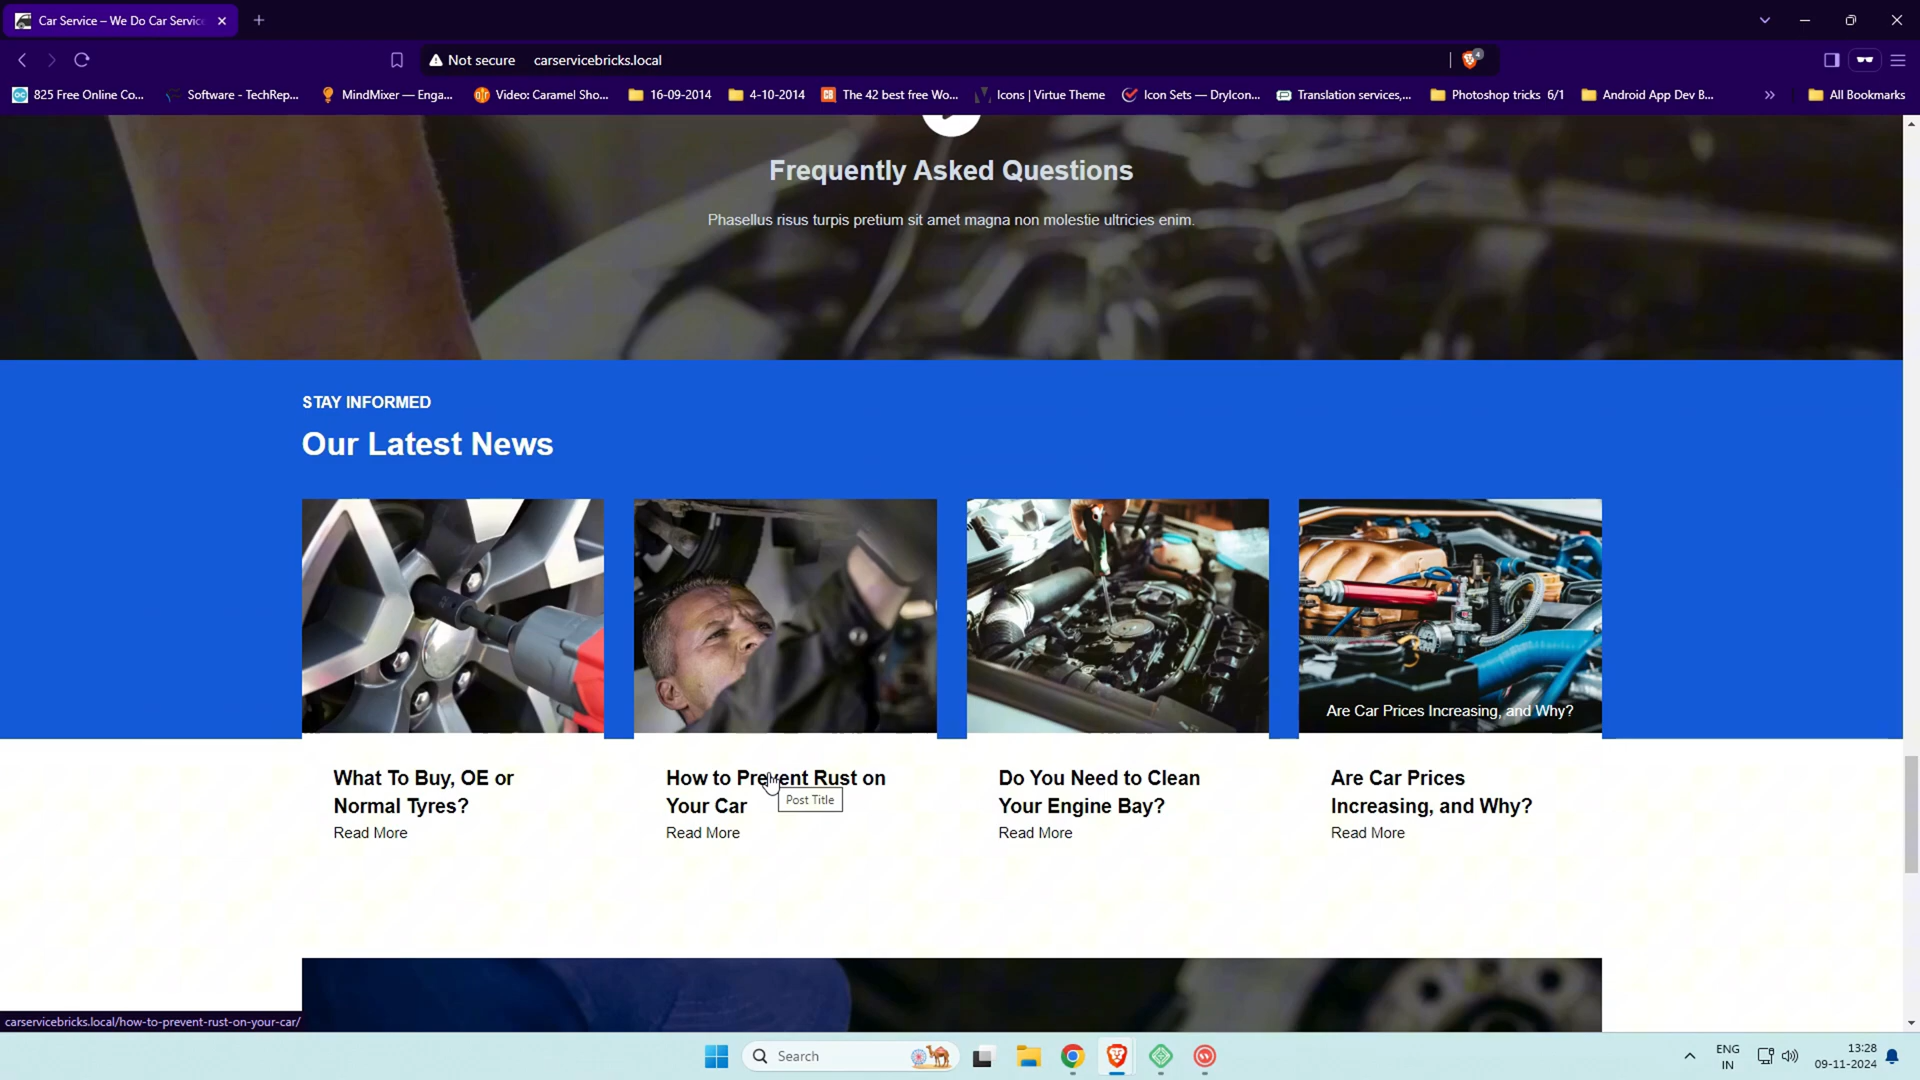 Car Service – We Do Car Servic
Not secure carservicebricks.local
4
825 Free Online Co...
Software - TechRep...
MindMixer — Enga...
Video: Caramel Sho...
16-09-2014
4-10-2014
The 42 best free Wo...
Icons | Virtue Theme
Icon Sets — DryIcon...
Translation services,...
Photoshop tricks 6/1
Android App Dev B...
All Bookmarks
Frequently Asked Questions
Phasellus risus turpis pretium sit amet magna non molestie ultricies enim.
STAY INFORMED
Our Latest News
Are Car Prices Increasing, and Why?
What To Buy, OE or
Normal Tyres?
Read More
How to Prevent Rust on
Your Car
Read More
Post Title
Do You Need to Clean
Your Engine Bay?
Read More
Are Car Prices
Increasing, and Why?
Read More
carservicebricks.local/how-to-prevent-rust-on-your-car/
Search
ENG
IN
13:28
09-11-2024